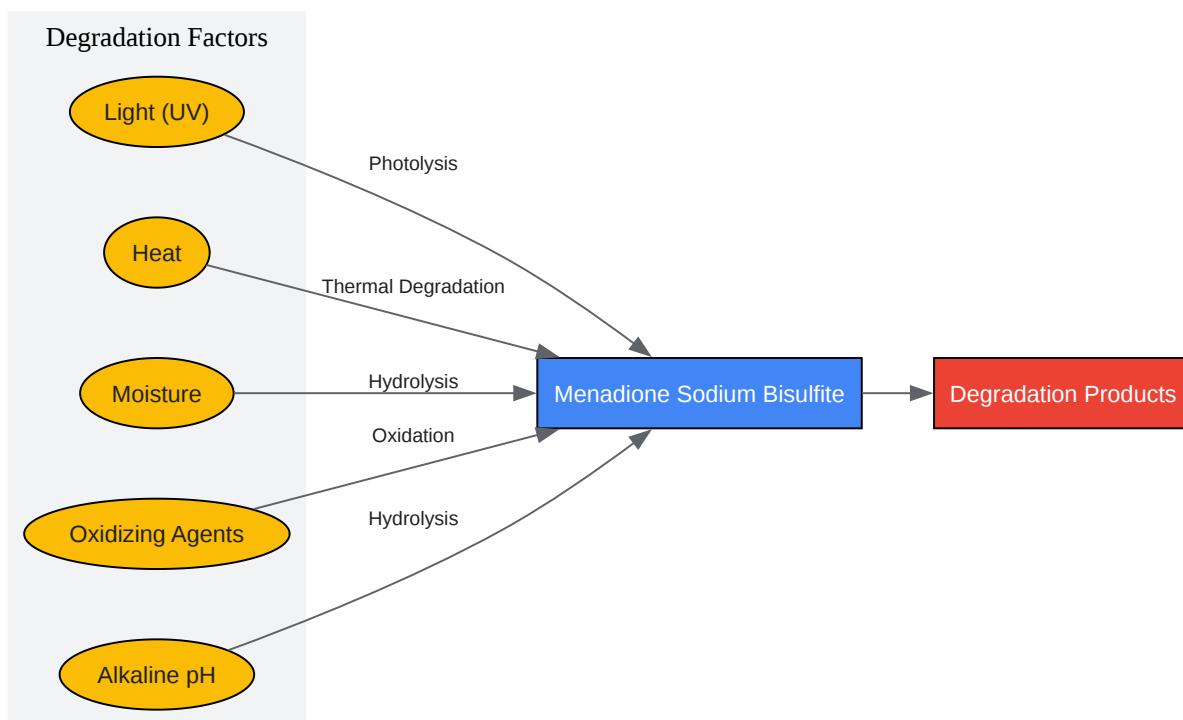 Degradation Factors
Light (UV)
Photolysis
Heat
Thermal Degradation
Moisture
Hydrolysis
Menadione Sodium Bisulfite
Degradation Products
Oxidation
Oxidizing Agents
Hydrolysis
Alkaline pH